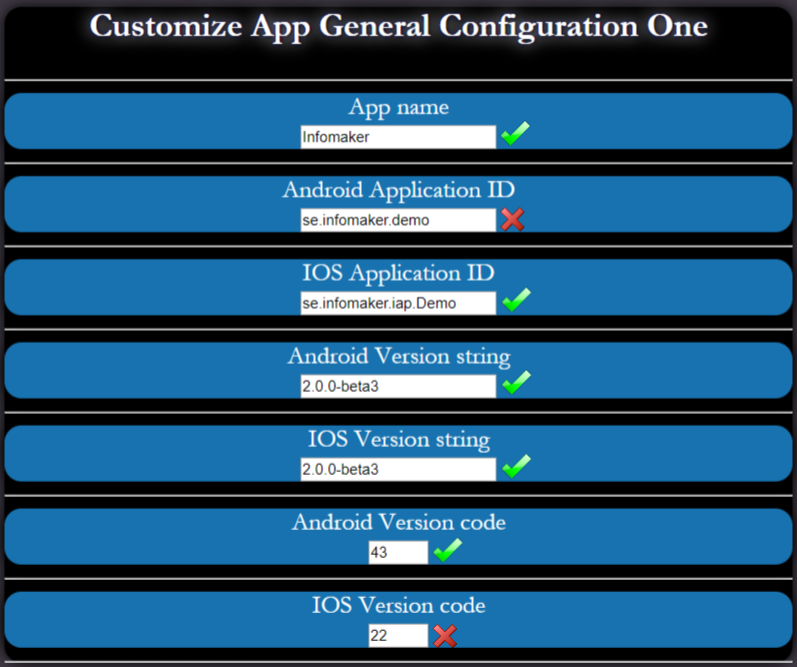 Customize App General Configuration One
App name
Infomaker
Android Application ID
se.infomaker.demo
IOS Application ID
se.infomaker.iap.Demo
Android Version string
2.0.0-beta3
IOS Version string
2.0.0-beta3
Android Version code
43
IOS Version code
22